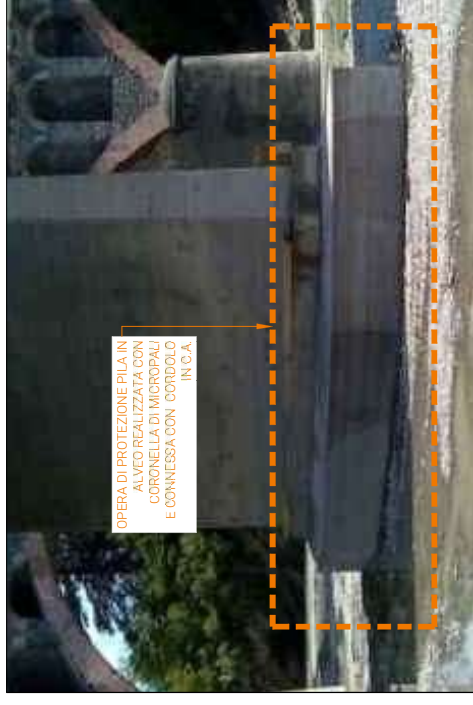 OPERA DI PROTEZIONE PILA IN
ALVEO REALIZZATA CON
CORONELLA DI MICROPALI
E CONNESSA CON CORDOLO
IN C.A.